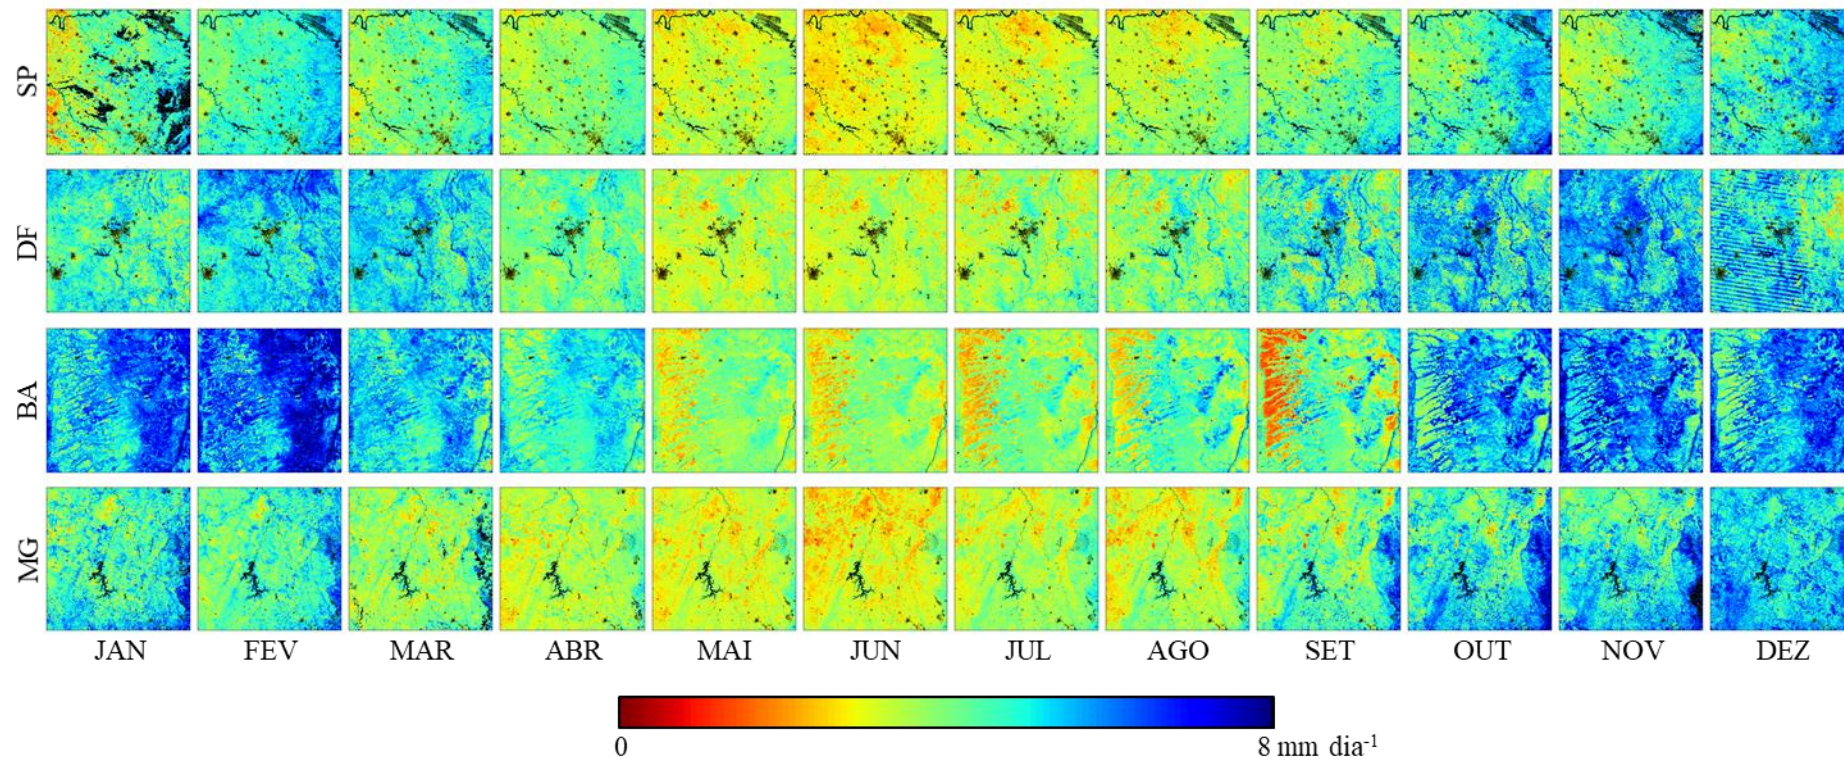 SP
DF
BA
MG
JAN FEV MAR ABR MAI JUN JUL AGO SET OUT NOV DEZ
0 8 mm dia⁻¹